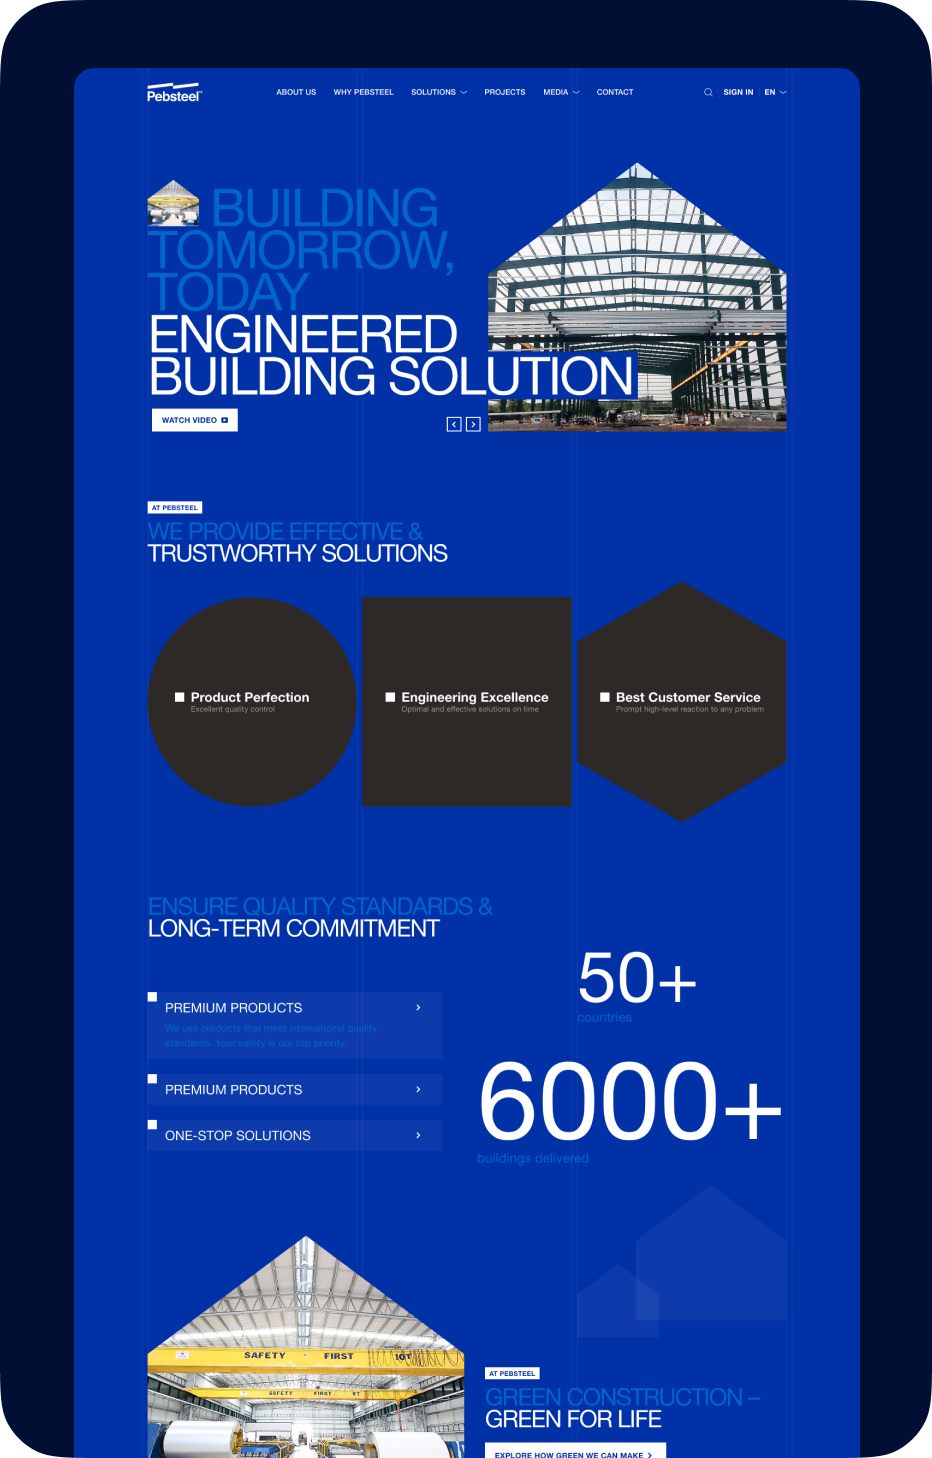 Pebsteel
ABOUT US
WHY PEBSTEEL
SOLUTIONS
PROJECTS
MEDIA
CONTACT
SIGN IN
EN
BUILDING
TOMORROW,
TODAY
ENGINEERED
BUILDING SOLUTION
WATCH VIDEO
AT PEBSTEEL
WE PROVIDE EFFECTIVE &
TRUSTWORTHY SOLUTIONS
Product Perfection
Excellent quality control
Engineering Excellence
Optimal and effective solutions on time
Best Customer Service
Prompt high-level reaction to any problem
ENSURE QUALITY STANDARDS &
LONG-TERM COMMITMENT
50+
countries
PREMIUM PRODUCTS
We use products that meet international quality
standards. Your safety is our top priority.
PREMIUM PRODUCTS
ONE-STOP SOLUTIONS
6000+
buildings delivered
SAFETY FIRST 10T
SAFETY FIRST 5T
AT PEBSTEEL
GREEN CONSTRUCTION –
GREEN FOR LIFE
EXPLORE HOW GREEN WE CAN MAKE